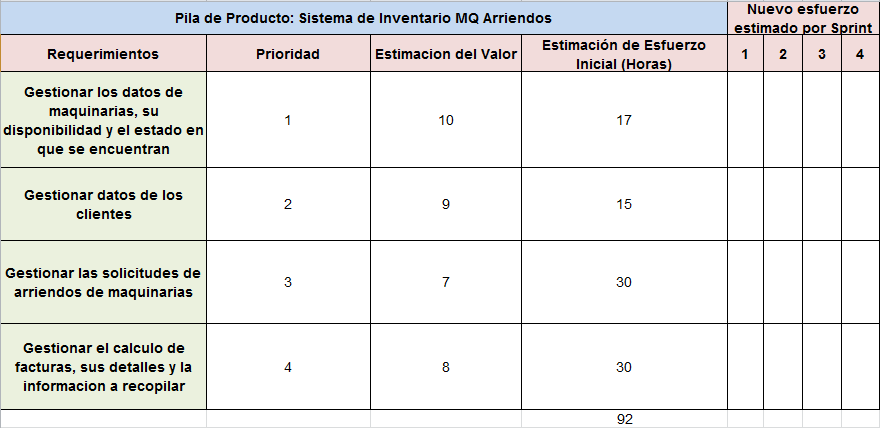 Pila de Producto: Sistema de Inventario MQ Arriendos
Nuevo esfuerzo
estimado por Sprint
Requerimientos
Prioridad
Estimacion del Valor
Estimación de Esfuerzo
Inicial (Horas)
1
2
3
4
Gestionar los datos de
maquinarias, su
disponibilidad y el estado en
que se encuentran
1
10
17
Gestionar datos de los
clientes
2
9
15
Gestionar las solicitudes de
arriendos de maquinarias
3
7
30
Gestionar el calculo de
facturas, sus detalles y la
informacion a recopilar
4
8
30
92